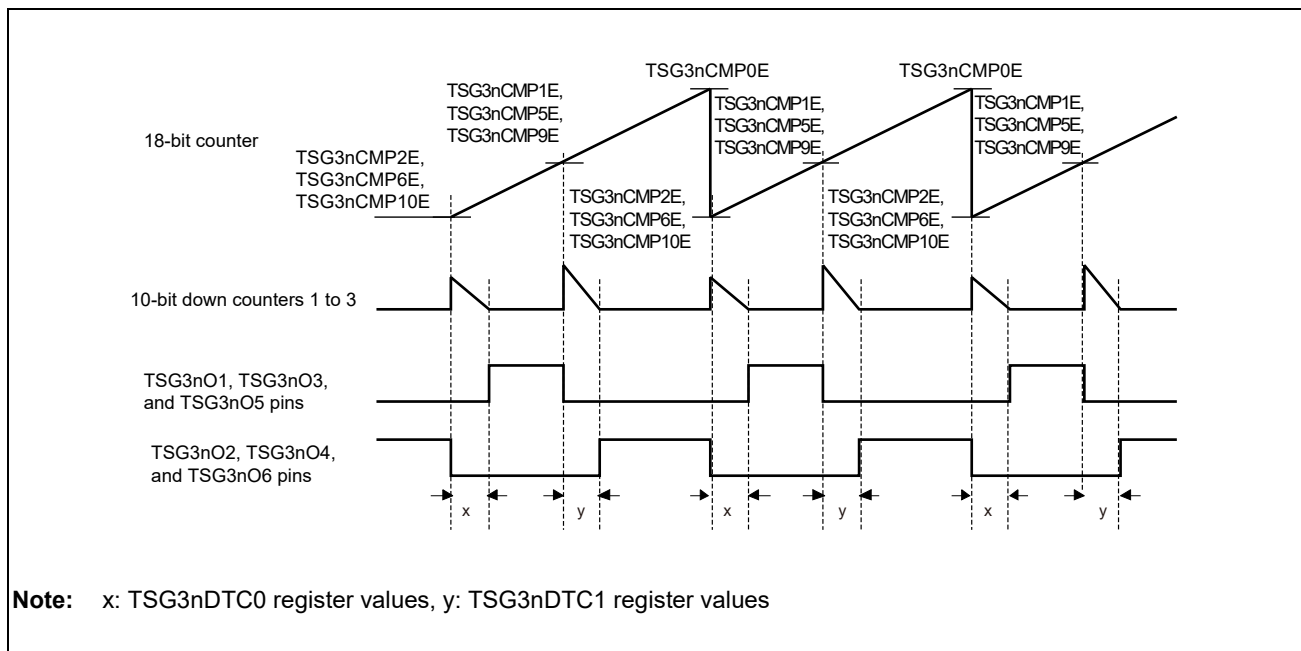 TSG3nCMP0E
TSG3nCMP0E
TSG3nCMP1E,
TSG3nCMP5E,
TSG3nCMP9E
TSG3nCMP1E,
TSG3nCMP5E,
TSG3nCMP9E
TSG3nCMP1E,
TSG3nCMP5E,
TSG3nCMP9E
18-bit counter
TSG3nCMP2E,
TSG3nCMP6E,
TSG3nCMP10E
TSG3nCMP2E,
TSG3nCMP6E,
TSG3nCMP10E
TSG3nCMP2E,
TSG3nCMP6E,
TSG3nCMP10E
10-bit down counters 1 to 3
TSG3nO1, TSG3nO3,
and TSG3nO5 pins
TSG3nO2, TSG3nO4,
and TSG3nO6 pins
x
y
x
y
x
y
Note: x: TSG3nDTC0 register values, y: TSG3nDTC1 register values